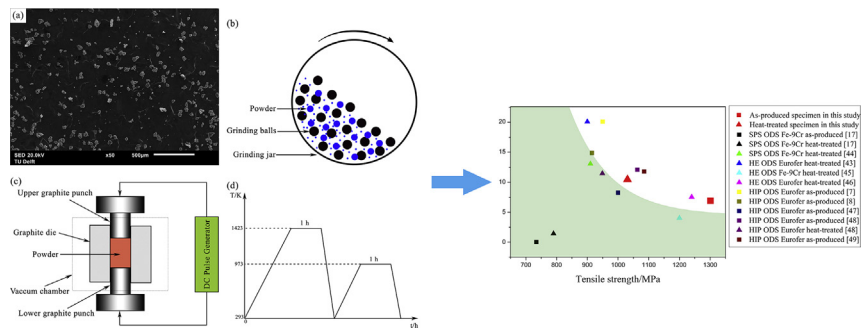 (a)
SED 20.0kV
x50
500μm
TU Delft
(b)
Powder
Grinding balls
Grinding jar
(c)
Upper graphite punch
Graphite die
Powder
Vaccum chamber
Lower graphite punch
DC Pulse Generator
(d)
T/K
1 h
1423
1 h
973
293
0
t/h
20
15
10
5
0
700
800
900
1000
1100
1200
1300
Tensile strength/MPa
As-produced specimen in this study
Heat-treated specimen in this study
SPS ODS Fe-9Cr as-produced [17]
SPS ODS Fe-9Cr heat-treated [17]
SPS ODS Fe-9Cr heat-treated [44]
HE ODS Eurofer heat-treated [43]
HE ODS Fe-9Cr heat-treated [45]
HE ODS Eurofer heat-treated [46]
HIP ODS Eurofer as-produced [7]
HIP ODS Eurofer as-produced [8]
HIP ODS Eurofer as-produced [47]
HIP ODS Eurofer as-produced [48]
HIP ODS Eurofer heat-treated [48]
HIP ODS Eurofer as-produced [49]